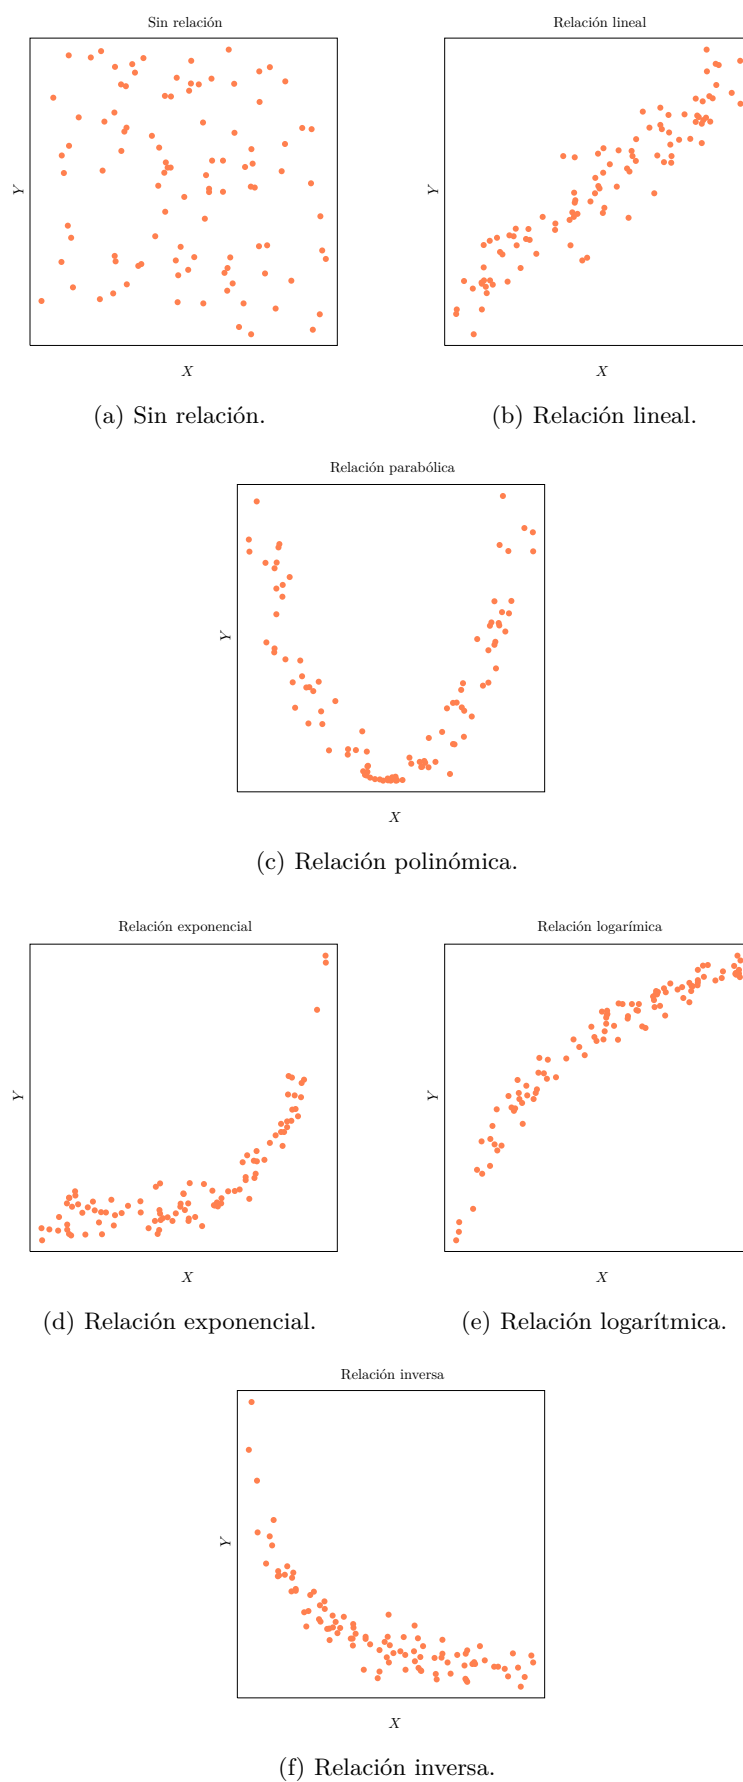 Sin relación
Y
X
(a) Sin relación.
Relación lineal
Y
X
(b) Relación lineal.
Relación parabólica
Y
X
(c) Relación polinómica.
Relación exponencial
Y
X
(d) Relación exponencial.
Relación logarímica
Y
X
(e) Relación logarítmica.
Relación inversa
Y
X
(f) Relación inversa.